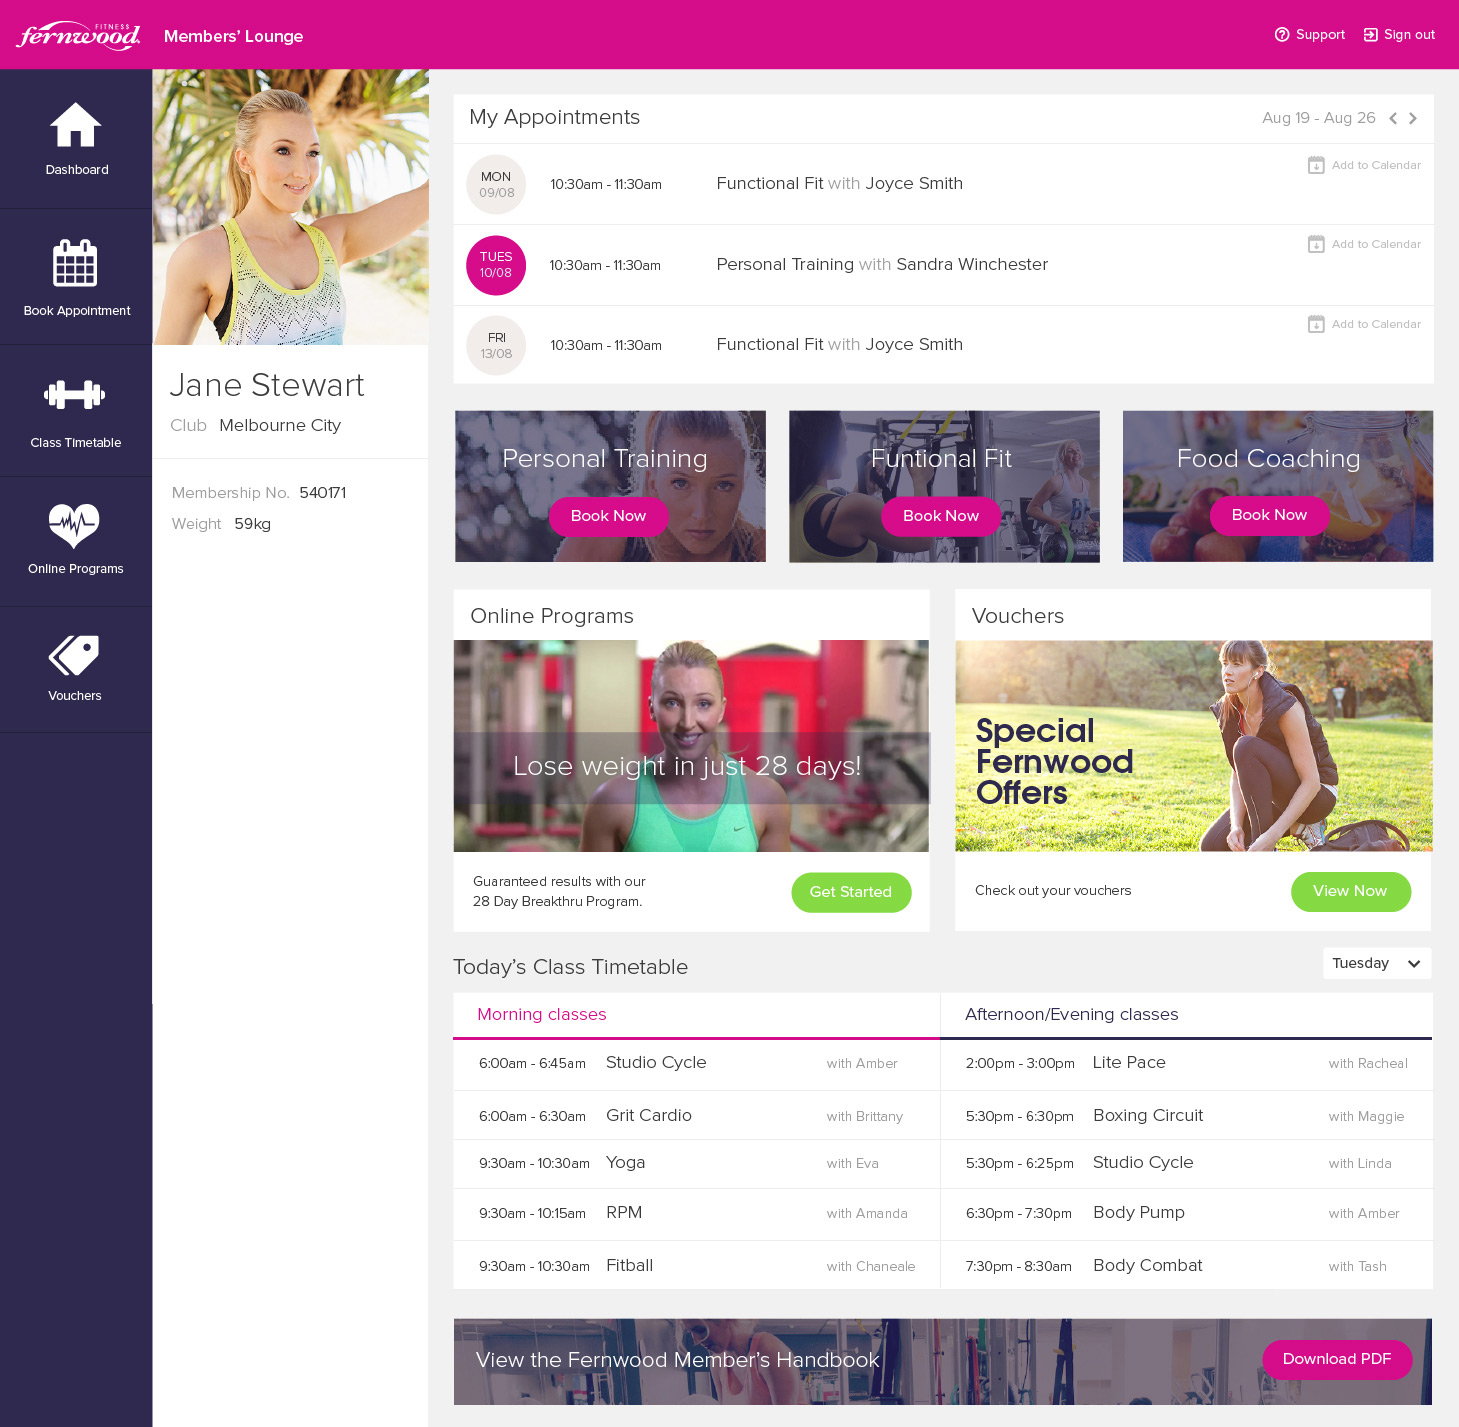 FITNESS
fernwood
Members' Lounge
Support
Sign out
Dashboard
Book Appointment
Class Timetable
Online Programs
Vouchers
Jane Stewart
Club Melbourne City
Membership No. 540171
Weight 59kg
My Appointments
Aug 19 - Aug 26
MON
09/08
10:30am - 11:30am
Functional Fit with Joyce Smith
Add to Calendar
TUES
10/08
10:30am - 11:30am
Personal Training with Sandra Winchester
Add to Calendar
FRI
13/08
10:30am - 11:30am
Functional Fit with Joyce Smith
Add to Calendar
Personal Training
Book Now
Funtional Fit
Book Now
Food Coaching
Book Now
Online Programs
Lose weight in just 28 days!
Guaranteed results with our
28 Day Breakthru Program.
Get Started
Vouchers
Special
Fernwood
Offers
Check out your vouchers
View Now
Today's Class Timetable
Tuesday
Morning classes
6:00am - 6:45am Studio Cycle with Amber
6:00am - 6:30am Grit Cardio with Brittany
9:30am - 10:30am Yoga with Eva
9:30am - 10:15am RPM with Amanda
9:30am - 10:30am Fitball with Chaneale
Afternoon/Evening classes
2:00pm - 3:00pm Lite Pace with Racheal
5:30pm - 6:30pm Boxing Circuit with Maggie
5:30pm - 6:25pm Studio Cycle with Linda
6:30pm - 7:30pm Body Pump with Amber
7:30pm - 8:30am Body Combat with Tash
View the Fernwood Member's Handbook
Download PDF